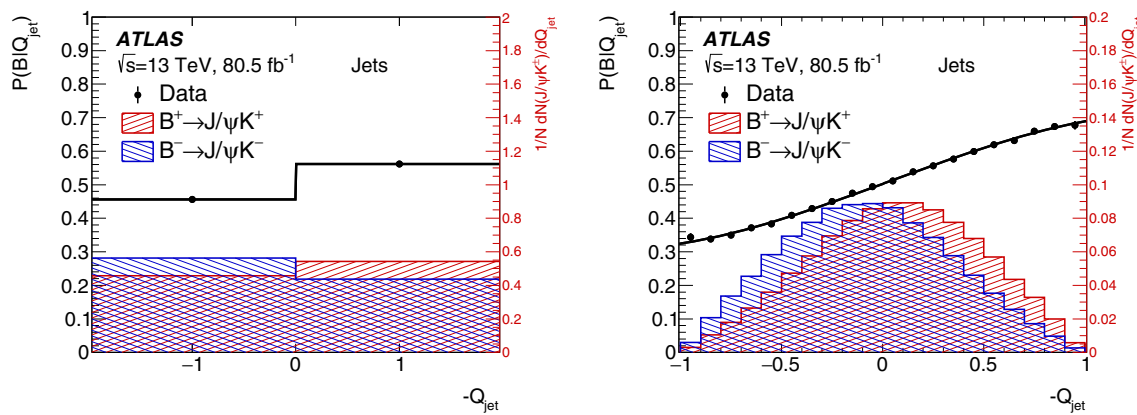 P(B|Q_jet)
1
0.9
0.8
0.7
0.6
0.5
0.4
0.3
0.2
0.1
0
ATLAS
√s=13 TeV, 80.5 fb⁻¹
Jets
Data
B⁺→J/ψK⁺
B⁻→J/ψK⁻
−1 0 1
-Q_jet
2
1.8
1.6
1.4
1.2
1
0.8
0.6
0.4
0.2
0
1/N dN(J/ψK±)/dQ_jet
P(B|Q_jet)
1
0.9
0.8
0.7
0.6
0.5
0.4
0.3
0.2
0.1
0
ATLAS
√s=13 TeV, 80.5 fb⁻¹
Jets
Data
B⁺→J/ψK⁺
B⁻→J/ψK⁻
−1 −0.5 0 0.5 1
-Q_jet
0.2
0.18
0.16
0.14
0.12
0.1
0.08
0.06
0.04
0.02
0
1/N dN(J/ψK±)/dQ_jet